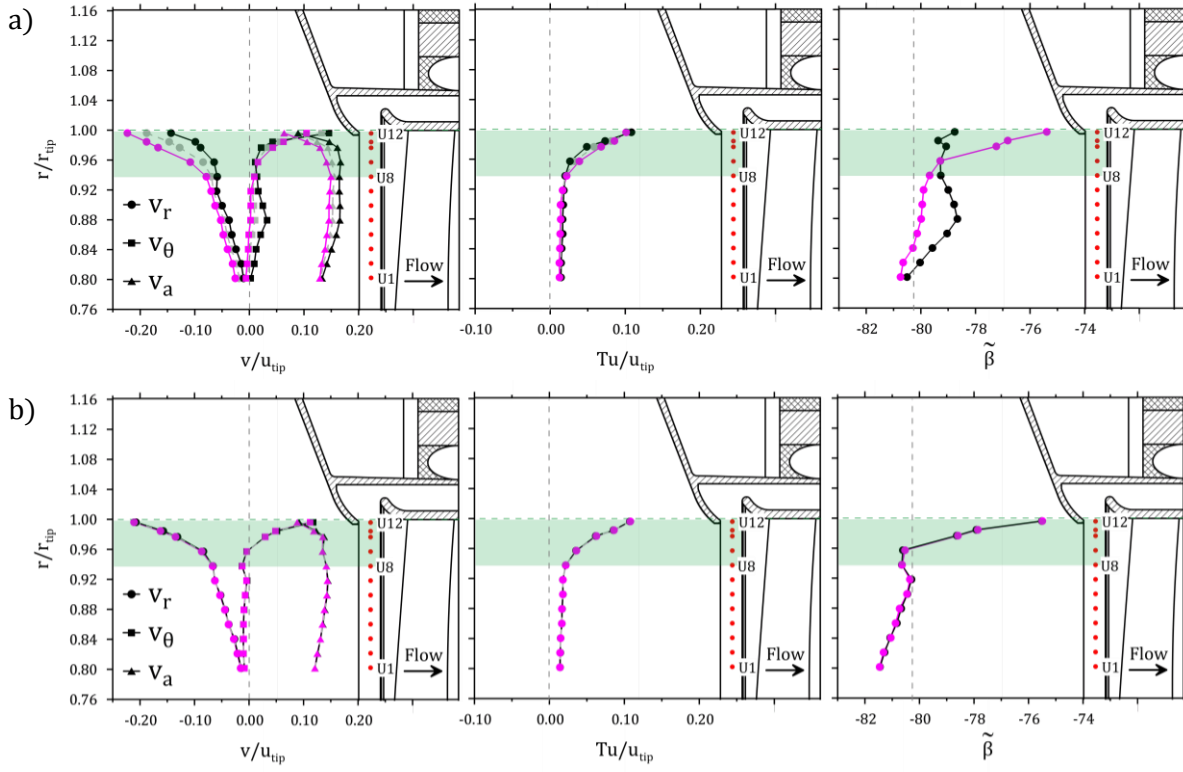 a)
r/r_tip
1.16
1.12
1.08
1.04
1.00
0.96
0.92
0.88
0.84
0.80
0.76
v_r
v_θ
v_a
U12
U8
U1
Flow
-0.20 -0.10 0.00 0.10 0.20
v/u_tip
U12
U8
U1
Flow
-0.10 0.00 0.10 0.20
Tu/u_tip
U12
U8
U1
Flow
-82 -80 -78 -76 -74
β̃
b)
r/r_tip
1.16
1.12
1.08
1.04
1.00
0.96
0.92
0.88
0.84
0.80
0.76
v_r
v_θ
v_a
U12
U8
U1
Flow
-0.20 -0.10 0.00 0.10 0.20
v/u_tip
U12
U8
U1
Flow
-0.10 0.00 0.10 0.20
Tu/u_tip
U12
U8
U1
Flow
-82 -80 -78 -76 -74
β̃